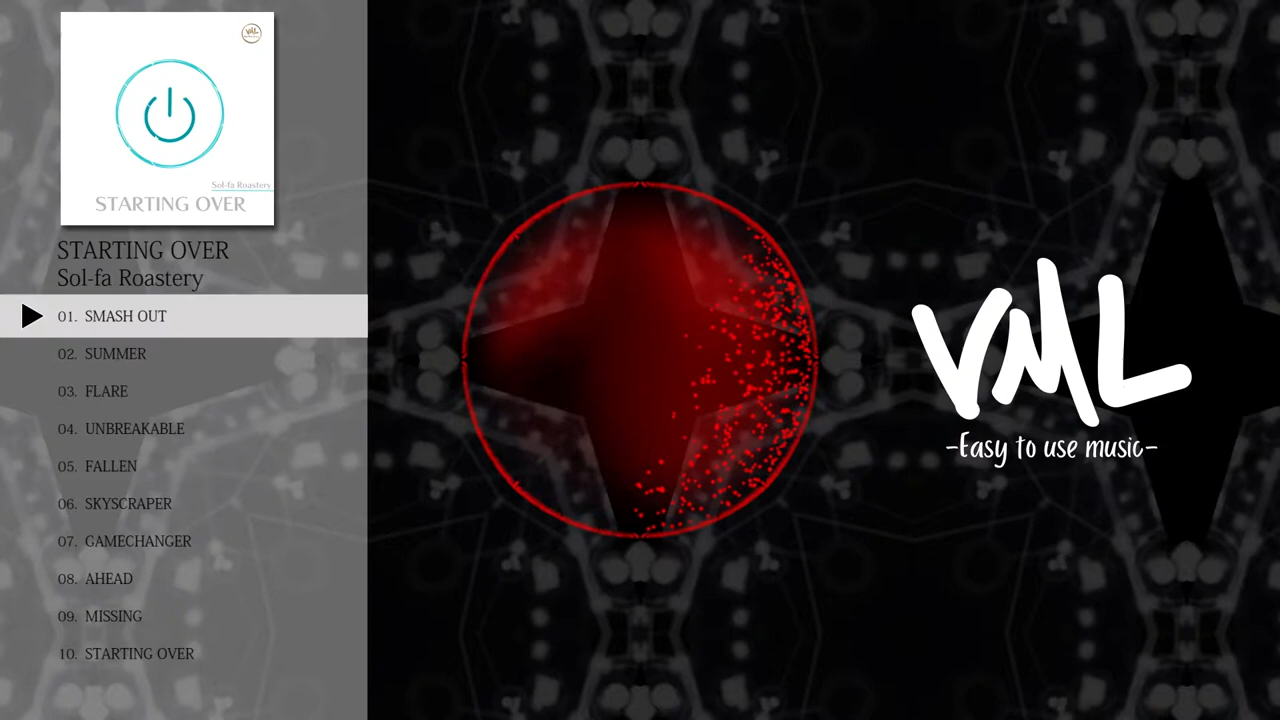 VML
Sol-fa Roastery
STARTING OVER
STARTING OVER
Sol-fa Roastery
01. SMASH OUT
02. SUMMER
03. FLARE
04. UNBREAKABLE
05. FALLEN
06. SKYSCRAPER
07. GAMECHANGER
08. AHEAD
09. MISSING
10. STARTING OVER
VML
-Easy to use music-